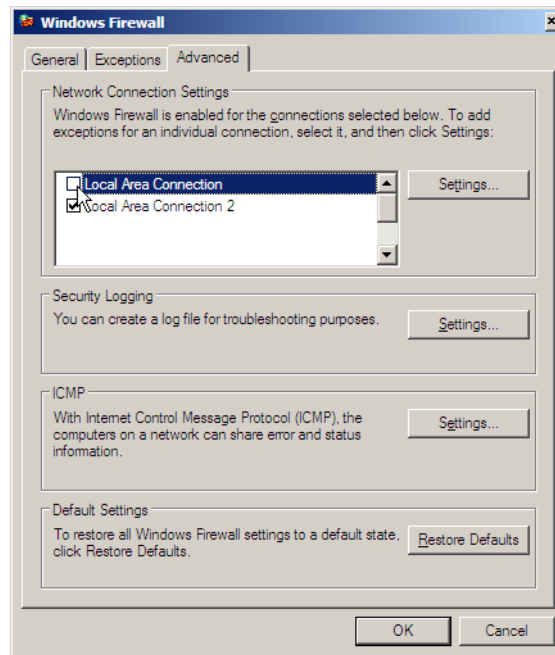 Windows Firewall
General
Exceptions
Advanced
Network Connection Settings
Windows Firewall is enabled for the connections selected
below. To add
exceptions for an individual connection, select it, and then click Settings:
Local Area Connection
Local Area Connection 2
Settings...
Security Logging
You can create a log file for troubleshooting purposes.
Settings...
ICMP
With Internet Control Message Protocol (ICMP), the
computers on a network can share error and status
information.
Settings...
Default Settings
To restore all Windows Firewall settings to a default state,
click Restore Defaults.
Restore Defaults
OK
Cancel